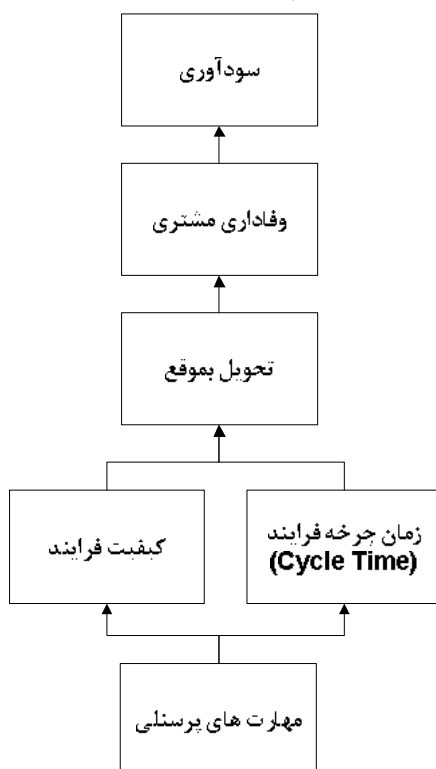 سودآوری
وفاداری مشتری
تحویل بموقع
زمان چرخه فرایند
(Cycle Time)
کیفیت فرایند
مهارت های پرسنلی